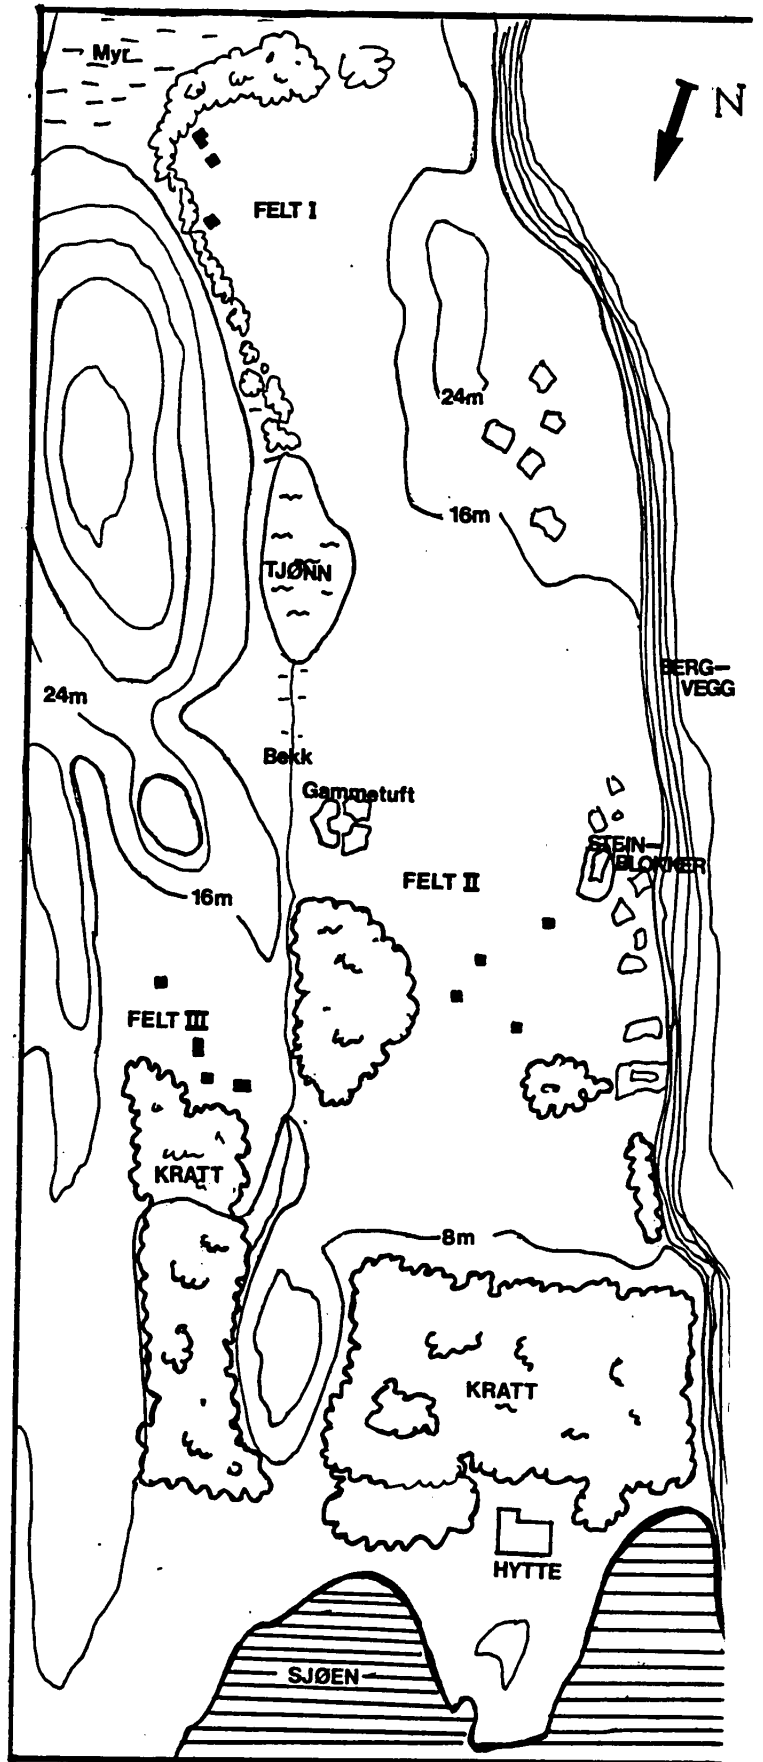 Myr
N
FELT I
24m
16m
TJØNN
BERG–
VEGG
24m
Bekk
Gammetuft
STEIN–
BLOKKER
FELT II
16m
FELT III
KRATT
8m
KRATT
HYTTE
SJØEN